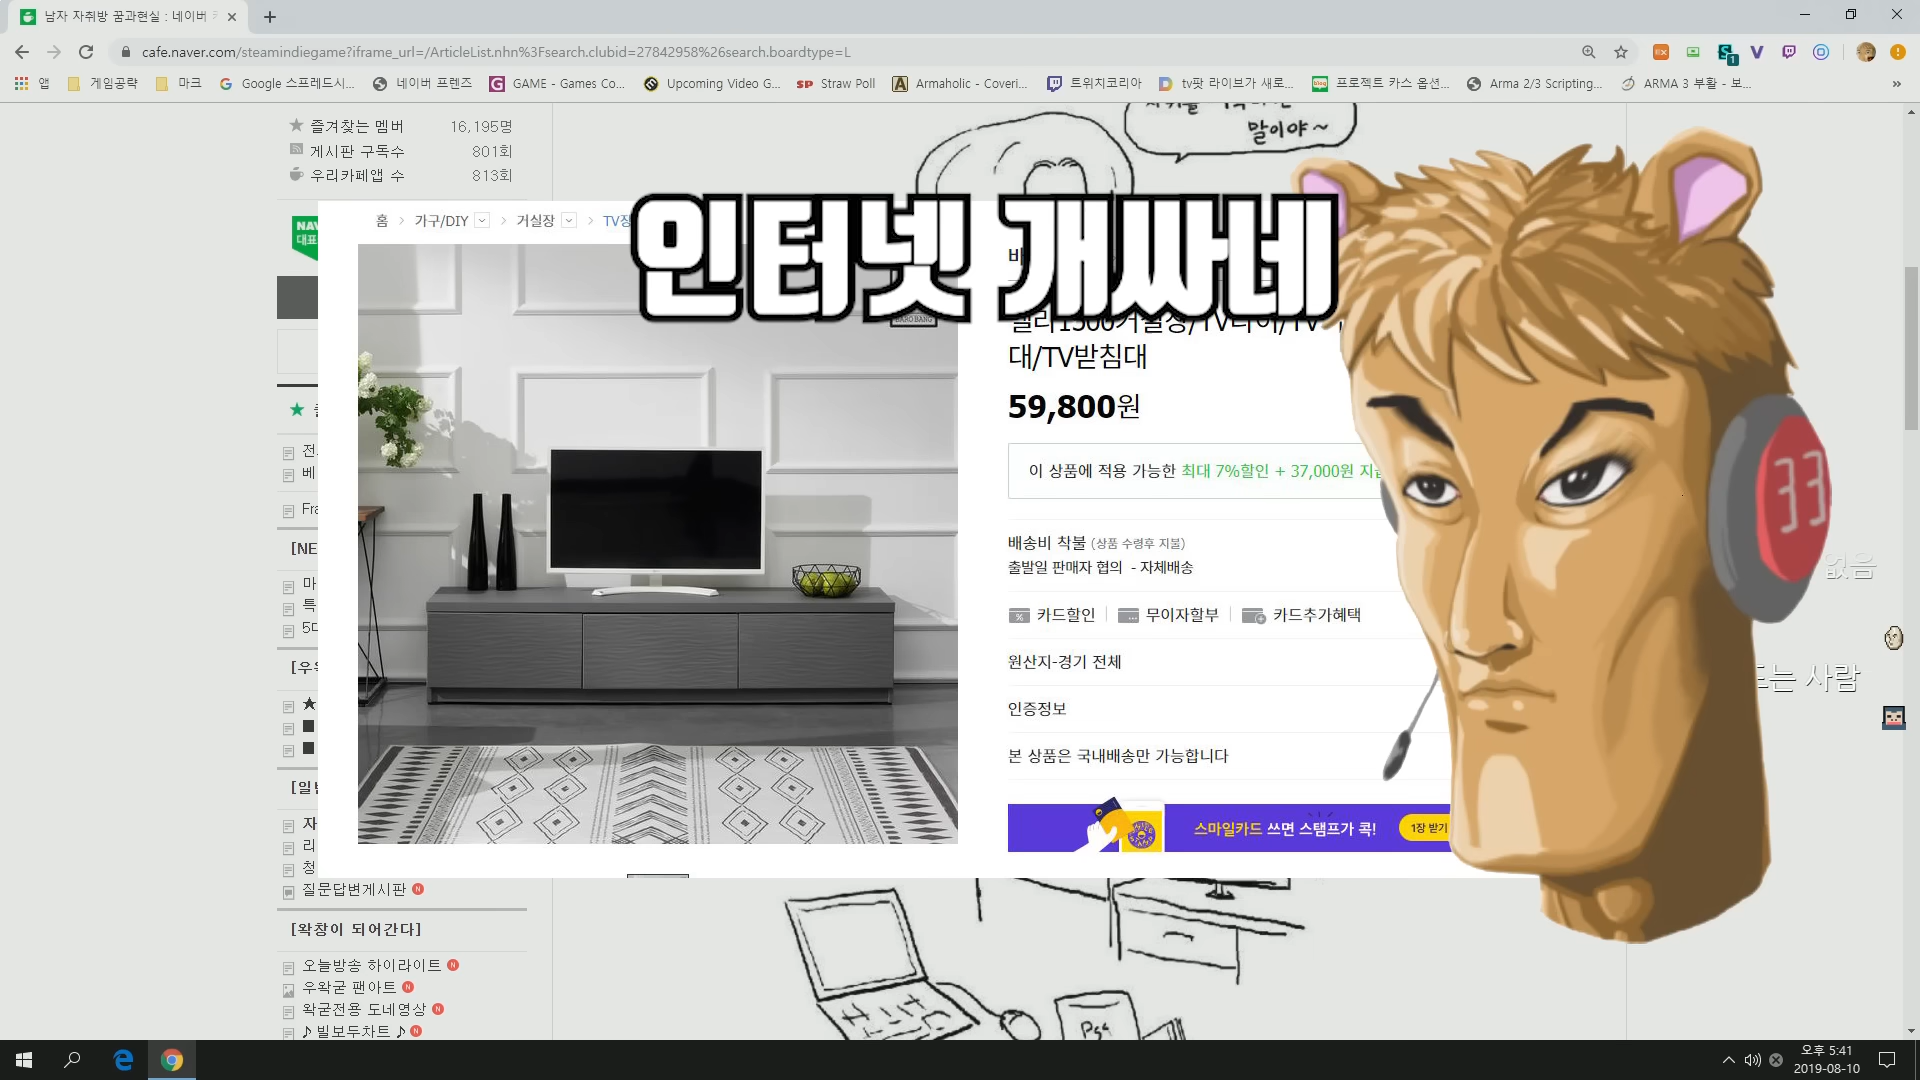 남자 자취방 꿈과현실 : 네이버
cafe.naver.com/steamindiegame?iframe_url=/ArticleList.nhn%3Fsearch.clubid=27842958%26search.boardtype=L
앱
게임공략
마크
Google 스프레드시...
네이버 프렌즈
GAME - Games Co...
Upcoming Video G...
Straw Poll
Armaholic - Coveri...
트위치코리아
tv팟 라이브가 새로...
프로젝트 카스 옵션...
Arma 2/3 Scripting...
ARMA 3 부활 - 보...
즐겨찾는 멤버 16,195명
게시판 구독수 801회
우리카페앱 수 813회
말이야~
인터넷 개싸네
홈 > 가구/DIY > 거실장 > TV장
대/TV받침대
59,800원
이 상품에 적용 가능한 최대 7%할인 + 37,000원
배송비 착불 (상품 수령후 지불)
출발일 판매자 협의 - 자체배송
카드할인
무이자할부
카드추가혜택
원산지-경기 전체
인증정보
본 상품은 국내배송만 가능합니다
스마일카드 쓰면 스탬프가 콕! 1장 받기
33
없음
는 사람
질문답변게시판 N
[왁창이 되어간다]
오늘방송 하이라이트 N
우왁굳 팬아트 N
왁굳전용 도네영상 N
♪ 빌보두차트 ♪ N
오후 5:41
2019-08-10